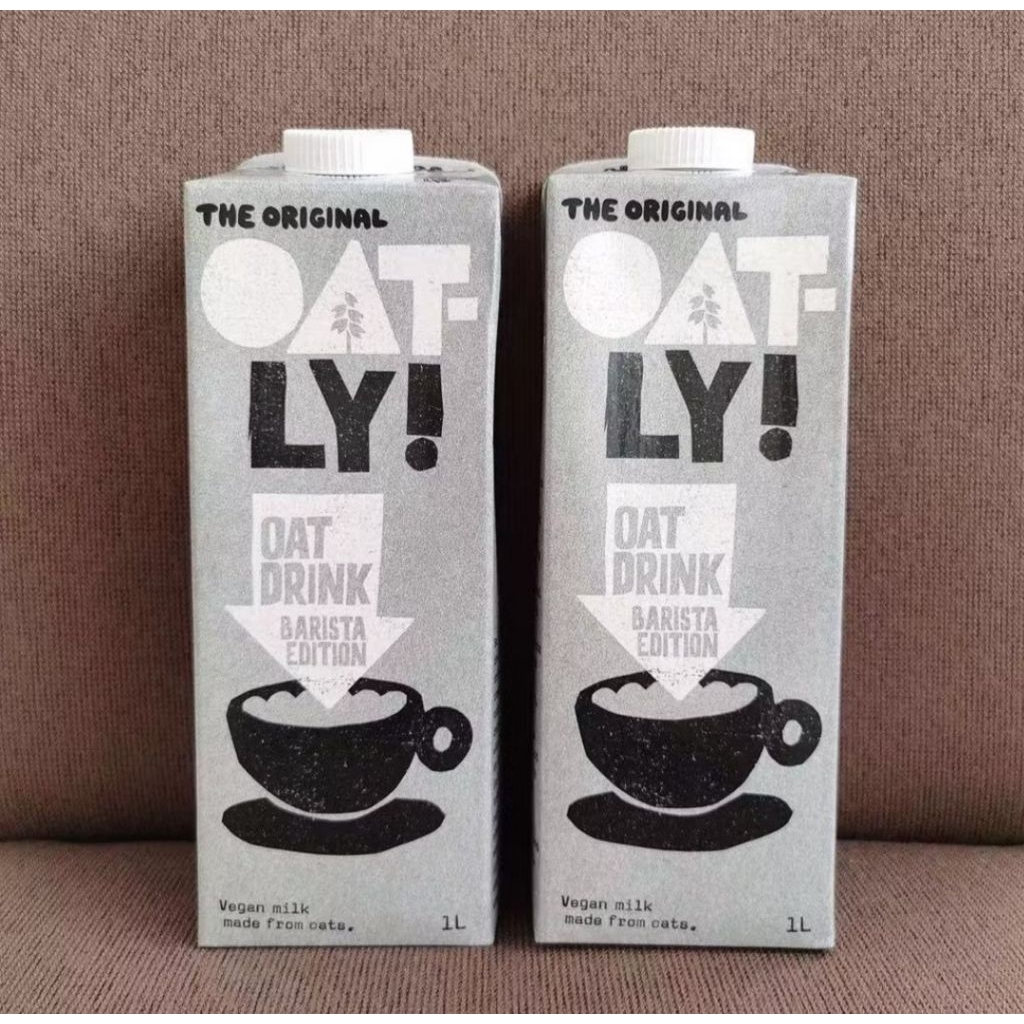 THE ORIGINAL
OAT-
LY!
OAT
DRINK
BARISTA
EDITION
Vegan milk
made from oats.
1L
THE ORIGINAL
OAT-
LY!
OAT
DRINK
BARISTA
EDITION
Vegan milk
made from oats.
1L